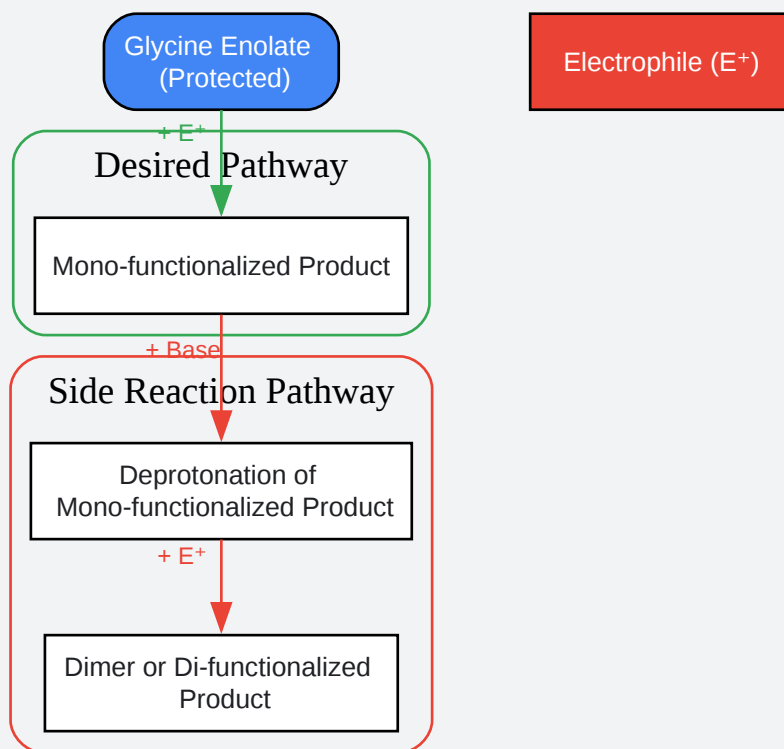 Glycine Enolate
(Protected)
Electrophile (E⁺)
+ E⁺
Desired Pathway
Mono-functionalized Product
+ Base
Side Reaction Pathway
Deprotonation of
Mono-functionalized Product
+ E⁺
Dimer or Di-functionalized
Product